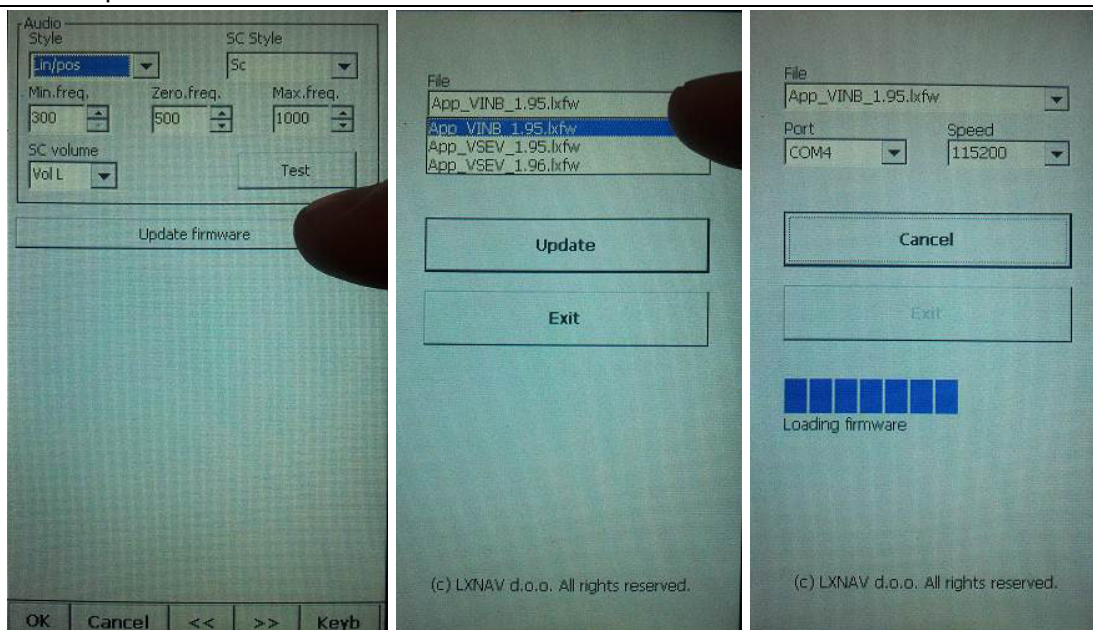 Audio
Style SC Style
Lin/pos Sc
Min.freq. Zero.freq. Max.freq.
300 500 1000
SC volume
Vol L Test
Update firmware
OK Cancel << >> Keyb
File
App_VINB_1.95.lxfw
App_VINB_1.95.lxfw
App_VSEV_1.95.lxfw
App_VSEV_1.96.lxfw
Update
Exit
(c) LXNAV d.o.o. All rights reserved.
File
App_VINB_1.95.lxfw
Port Speed
COM4 115200
Cancel
Exit
Loading firmware
(c) LXNAV d.o.o. All rights reserved.